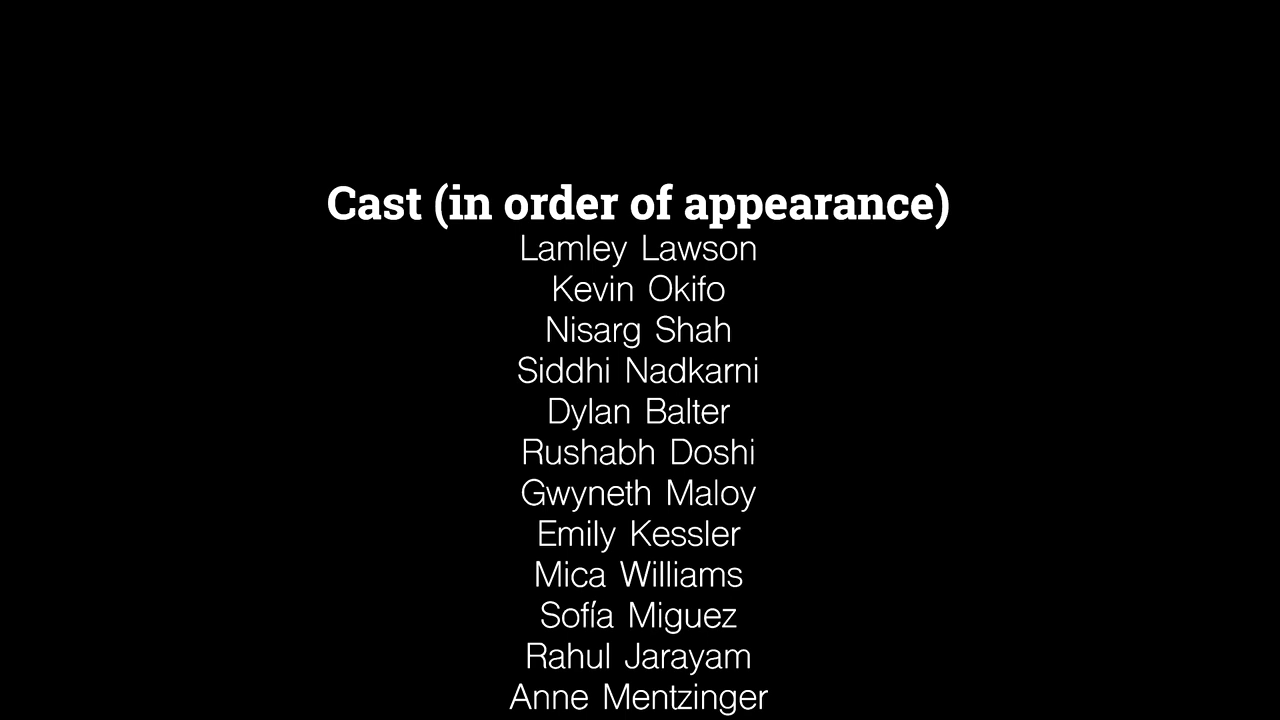 Cast (in order of appearance)
Lamley Lawson
Kevin Okifo
Nisarg Shah
Siddhi Nadkarni
Dylan Balter
Rushabh Doshi
Gwyneth Maloy
Emily Kessler
Mica Williams
Sofía Miguez
Rahul Jarayam
Anne Mentzinger